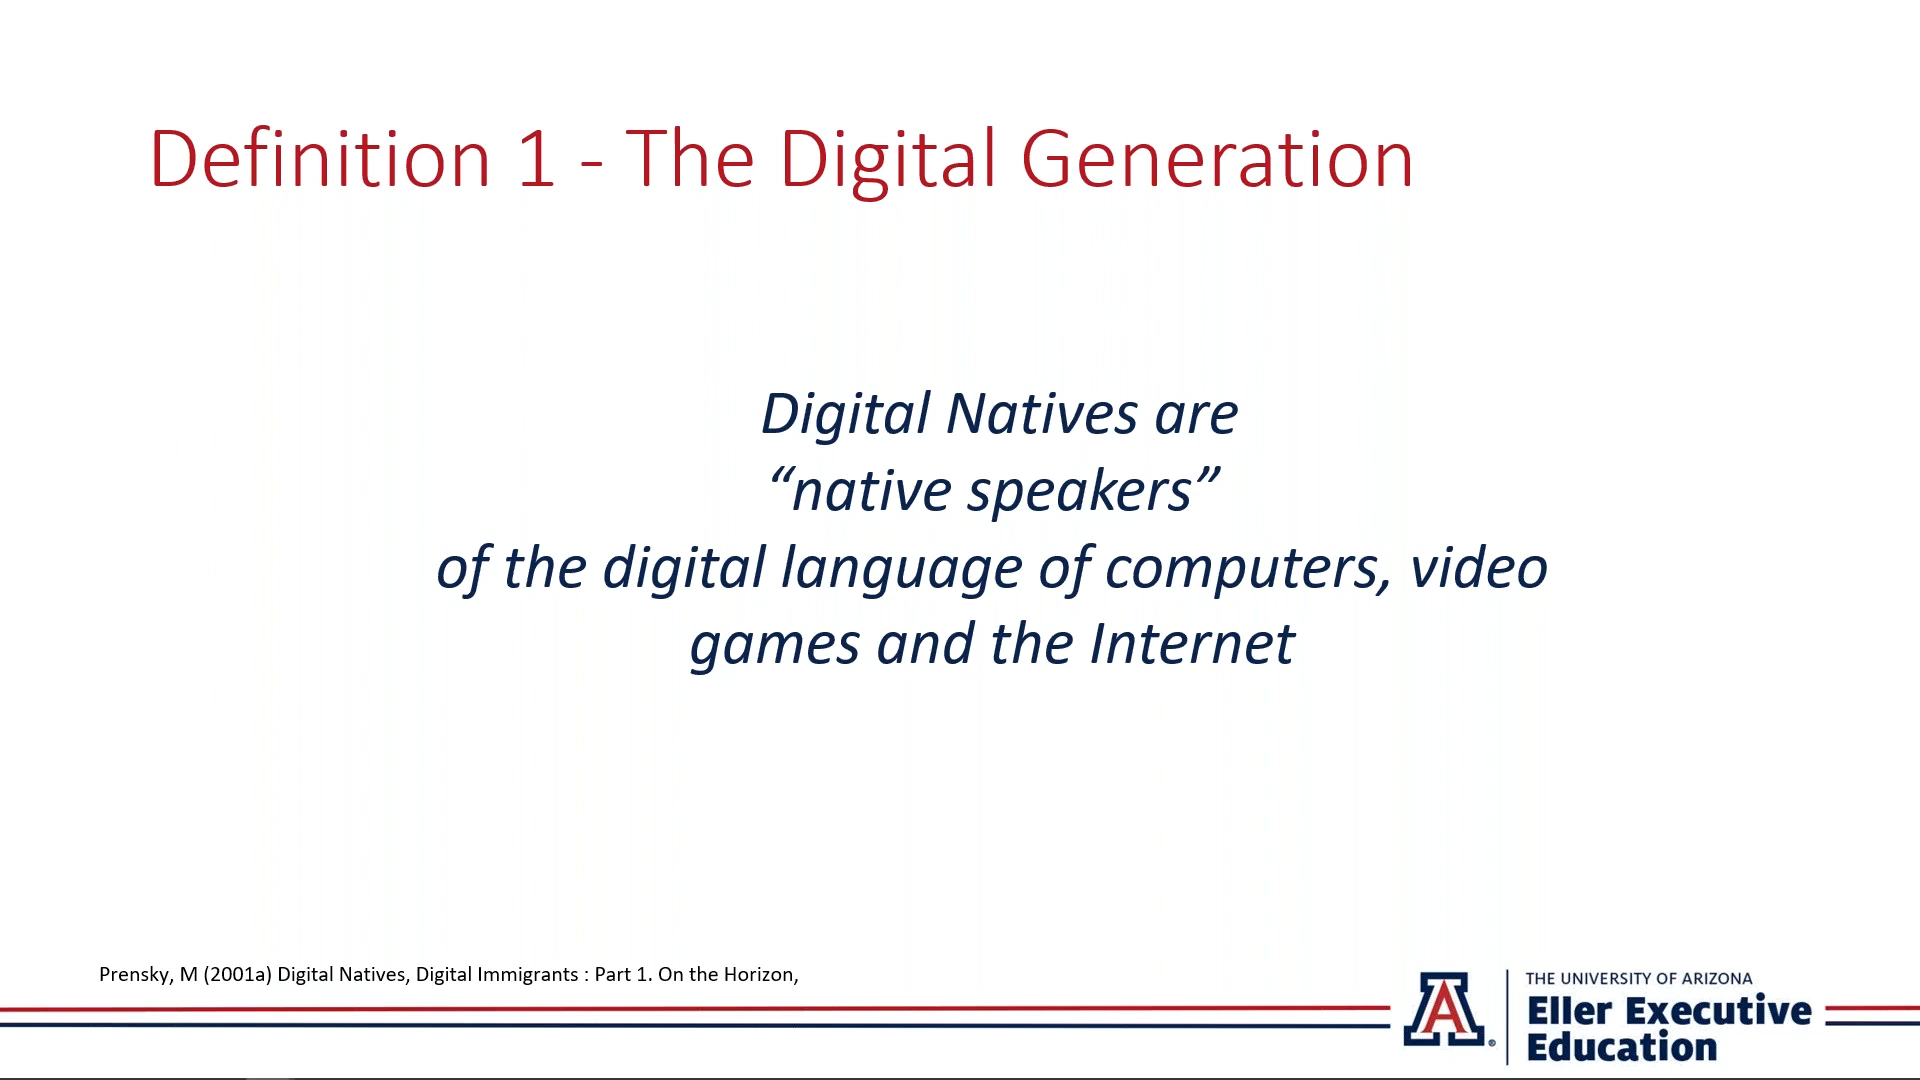 Definition 1 - The Digital Generation
Digital Natives are
“native speakers”
of the digital language of computers, video
games and the Internet
Prensky, M (2001a) Digital Natives, Digital Immigrants : Part 1. On the Horizon,
A
THE UNIVERSITY OF ARIZONA
Eller Executive
Education